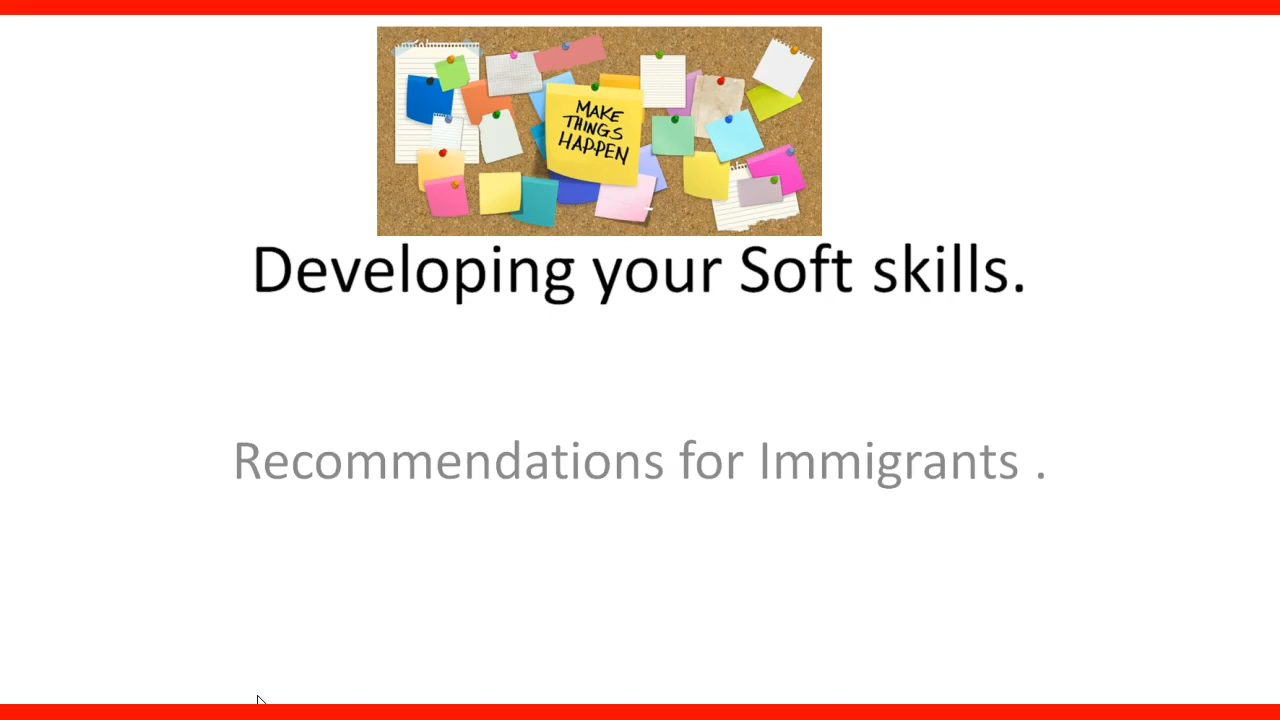 MAKE
THINGS
HAPPEN
Developing your Soft skills.
Recommendations for Immigrants .